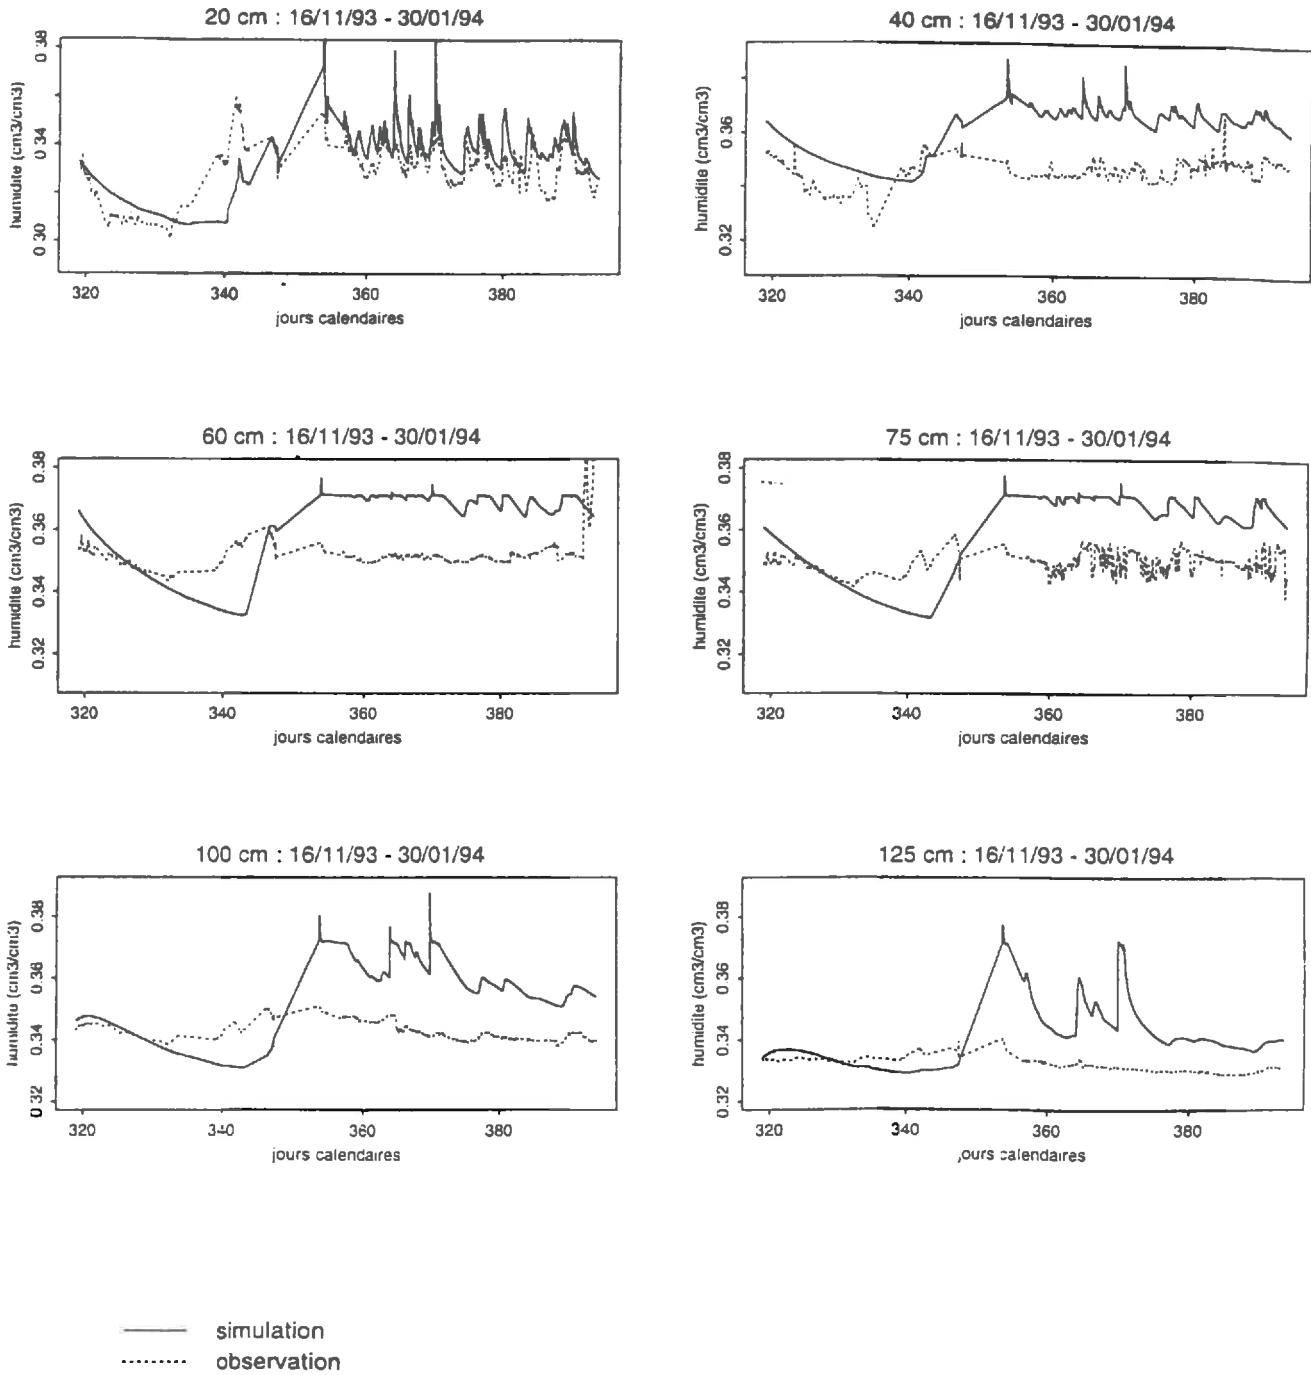 20 cm : 16/11/93 - 30/01/94
humidite (cm3/cm3)
0.38
0.34
0.30
320 340 360 380
jours calendaires
40 cm : 16/11/93 - 30/01/94
humidite (cm3/cm3)
0.36
0.32
320 340 360 380
jours calendaires
60 cm : 16/11/93 - 30/01/94
humidite (cm3/cm3)
0.38
0.36
0.34
0.32
320 340 360 380
jours calendaires
75 cm : 16/11/93 - 30/01/94
humidite (cm3/cm3)
0.38
0.36
0.34
0.32
320 340 360 380
jours calendaires
100 cm : 16/11/93 - 30/01/94
humidite (cm3/cm3)
0.38
0.36
0.34
0.32
320 340 360 380
jours calendaires
125 cm : 16/11/93 - 30/01/94
humidite (cm3/cm3)
0.38
0.36
0.34
0.32
320 340 360 380
jours calendaires
simulation
observation